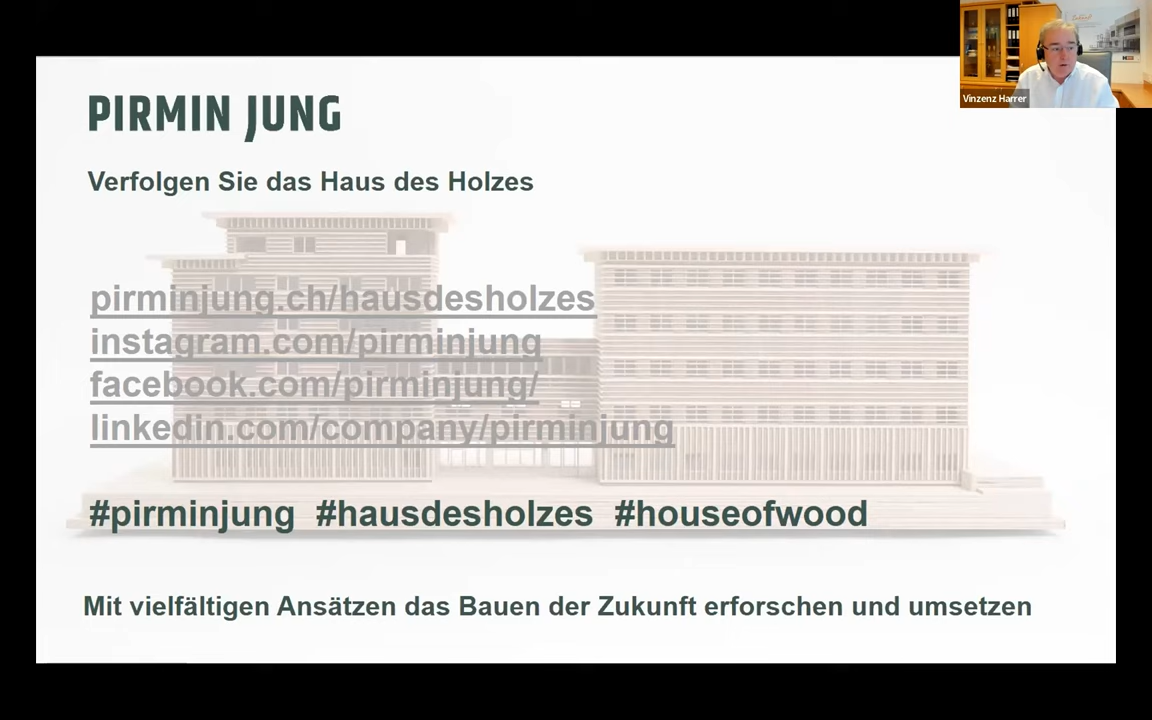 PIRMIN JUNG
Verfolgen Sie das Haus des Holzes
pirminjung.ch/hausdesholzes
instagram.com/pirminjung
facebook.com/pirminjung/
linkedin.com/company/pirminjung
#pirminjung #hausdesholzes #houseofwood
Mit vielfältigen Ansätzen das Bauen der Zukunft erforschen und umsetzen
Vinzenz Harrer